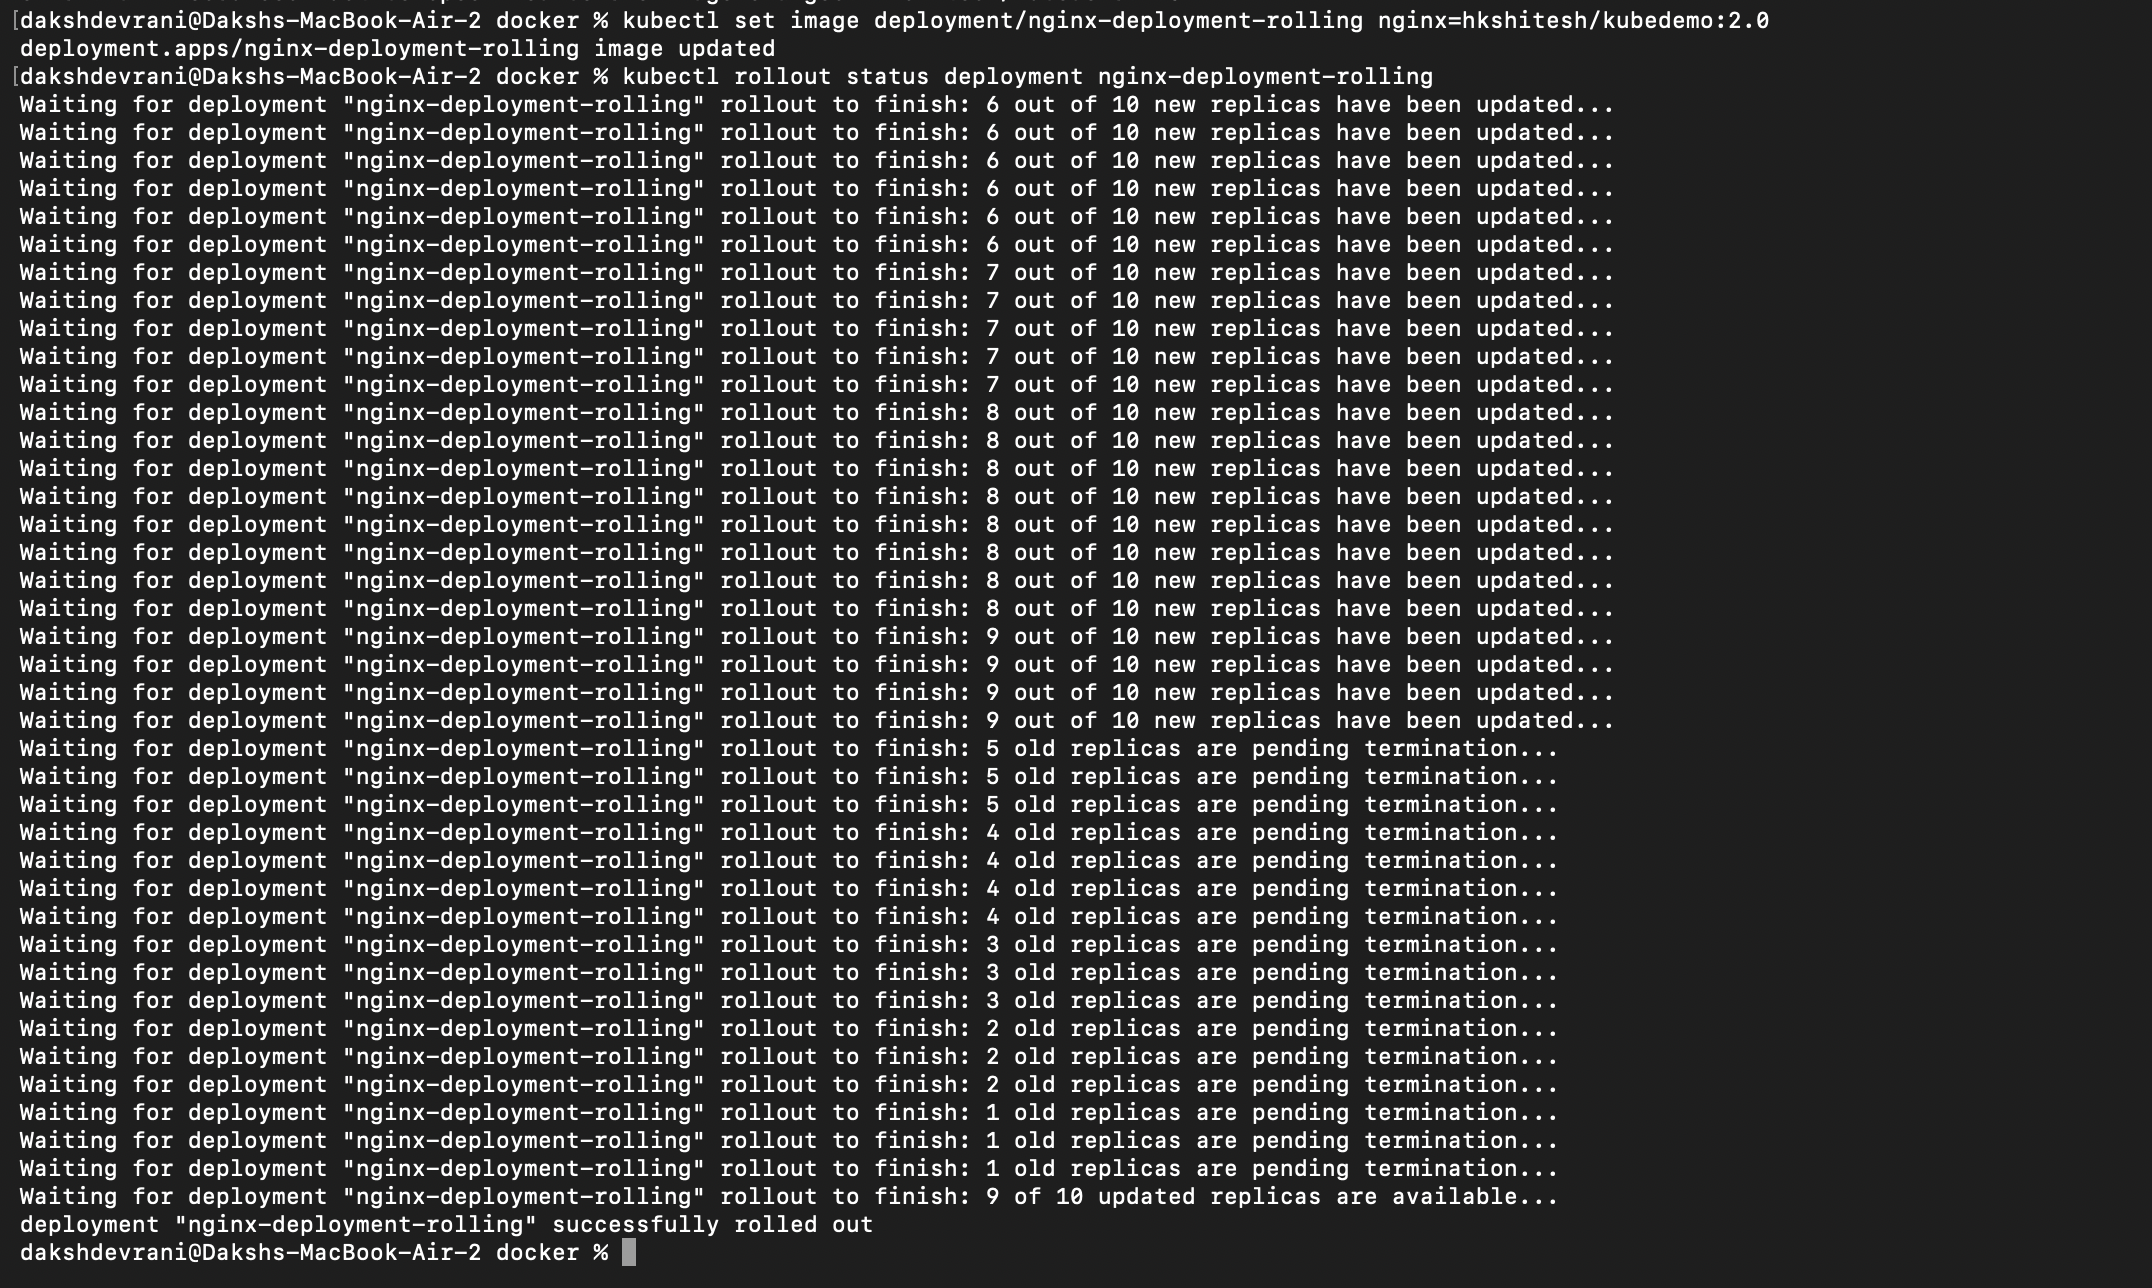 [dakshdevrani@Dakshs-MacBook-Air-2 docker % kubectl set image deployment/nginx-deployment-rolling nginx=hkshitesh/kubedemo:2.0
deployment.apps/nginx-deployment-rolling image updated
[dakshdevrani@Dakshs-MacBook-Air-2 docker % kubectl rollout status deployment nginx-deployment-rolling
Waiting for deployment "nginx-deployment-rolling" rollout to finish: 6 out of 10 new replicas have been updated...
Waiting for deployment "nginx-deployment-rolling" rollout to finish: 6 out of 10 new replicas have been updated...
Waiting for deployment "nginx-deployment-rolling" rollout to finish: 6 out of 10 new replicas have been updated...
Waiting for deployment "nginx-deployment-rolling" rollout to finish: 6 out of 10 new replicas have been updated...
Waiting for deployment "nginx-deployment-rolling" rollout to finish: 6 out of 10 new replicas have been updated...
Waiting for deployment "nginx-deployment-rolling" rollout to finish: 6 out of 10 new replicas have been updated...
Waiting for deployment "nginx-deployment-rolling" rollout to finish: 7 out of 10 new replicas have been updated...
Waiting for deployment "nginx-deployment-rolling" rollout to finish: 7 out of 10 new replicas have been updated...
Waiting for deployment "nginx-deployment-rolling" rollout to finish: 7 out of 10 new replicas have been updated...
Waiting for deployment "nginx-deployment-rolling" rollout to finish: 7 out of 10 new replicas have been updated...
Waiting for deployment "nginx-deployment-rolling" rollout to finish: 7 out of 10 new replicas have been updated...
Waiting for deployment "nginx-deployment-rolling" rollout to finish: 8 out of 10 new replicas have been updated...
Waiting for deployment "nginx-deployment-rolling" rollout to finish: 8 out of 10 new replicas have been updated...
Waiting for deployment "nginx-deployment-rolling" rollout to finish: 8 out of 10 new replicas have been updated...
Waiting for deployment "nginx-deployment-rolling" rollout to finish: 8 out of 10 new replicas have been updated...
Waiting for deployment "nginx-deployment-rolling" rollout to finish: 8 out of 10 new replicas have been updated...
Waiting for deployment "nginx-deployment-rolling" rollout to finish: 8 out of 10 new replicas have been updated...
Waiting for deployment "nginx-deployment-rolling" rollout to finish: 8 out of 10 new replicas have been updated...
Waiting for deployment "nginx-deployment-rolling" rollout to finish: 8 out of 10 new replicas have been updated...
Waiting for deployment "nginx-deployment-rolling" rollout to finish: 9 out of 10 new replicas have been updated...
Waiting for deployment "nginx-deployment-rolling" rollout to finish: 9 out of 10 new replicas have been updated...
Waiting for deployment "nginx-deployment-rolling" rollout to finish: 9 out of 10 new replicas have been updated...
Waiting for deployment "nginx-deployment-rolling" rollout to finish: 9 out of 10 new replicas have been updated...
Waiting for deployment "nginx-deployment-rolling" rollout to finish: 5 old replicas are pending termination...
Waiting for deployment "nginx-deployment-rolling" rollout to finish: 5 old replicas are pending termination...
Waiting for deployment "nginx-deployment-rolling" rollout to finish: 5 old replicas are pending termination...
Waiting for deployment "nginx-deployment-rolling" rollout to finish: 4 old replicas are pending termination...
Waiting for deployment "nginx-deployment-rolling" rollout to finish: 4 old replicas are pending termination...
Waiting for deployment "nginx-deployment-rolling" rollout to finish: 4 old replicas are pending termination...
Waiting for deployment "nginx-deployment-rolling" rollout to finish: 4 old replicas are pending termination...
Waiting for deployment "nginx-deployment-rolling" rollout to finish: 3 old replicas are pending termination...
Waiting for deployment "nginx-deployment-rolling" rollout to finish: 3 old replicas are pending termination...
Waiting for deployment "nginx-deployment-rolling" rollout to finish: 3 old replicas are pending termination...
Waiting for deployment "nginx-deployment-rolling" rollout to finish: 2 old replicas are pending termination...
Waiting for deployment "nginx-deployment-rolling" rollout to finish: 2 old replicas are pending termination...
Waiting for deployment "nginx-deployment-rolling" rollout to finish: 2 old replicas are pending termination...
Waiting for deployment "nginx-deployment-rolling" rollout to finish: 1 old replicas are pending termination...
Waiting for deployment "nginx-deployment-rolling" rollout to finish: 1 old replicas are pending termination...
Waiting for deployment "nginx-deployment-rolling" rollout to finish: 1 old replicas are pending termination...
Waiting for deployment "nginx-deployment-rolling" rollout to finish: 9 of 10 updated replicas are available...
deployment "nginx-deployment-rolling" successfully rolled out
dakshdevrani@Dakshs-MacBook-Air-2 docker %